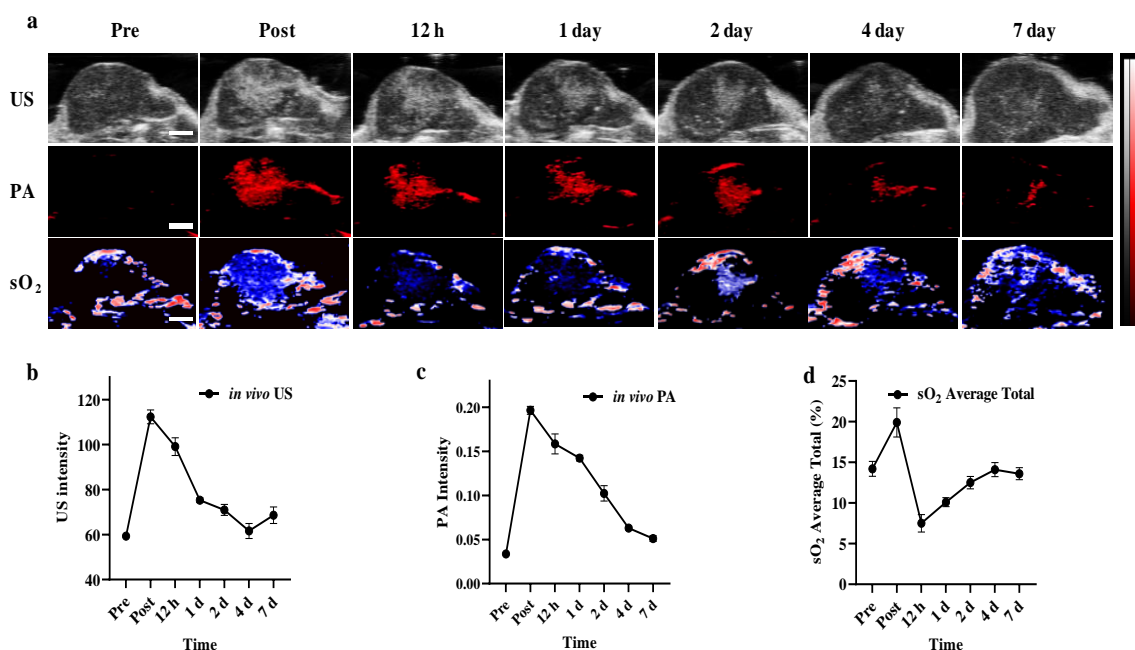 a
Pre Post 12 h 1 day 2 day 4 day 7 day
US
PA
sO₂
b
in vivo US
US intensity
120
100
80
60
40
Pre Post 12 h 1 d 2 d 4 d 7 d
Time
c
in vivo PA
PA Intensity
0.20
0.15
0.10
0.05
0.00
Pre Post 12 h 1 d 2 d 4 d 7 d
Time
d
sO₂ Average Total
sO₂ Average Total (%)
25
20
15
10
5
0
Pre Post 12 h 1 d 2 d 4 d 7 d
Time